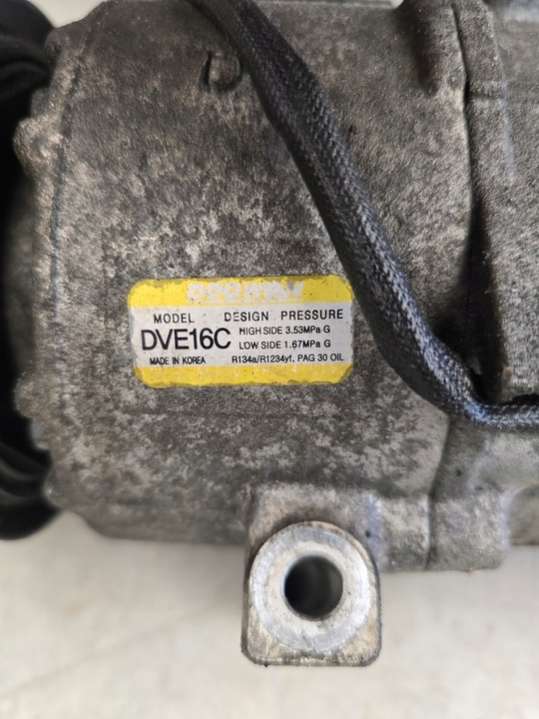 MODEL : DESIGN PRESSURE
DVE16C HIGH SIDE 3.53MPa G
LOW SIDE 1.67MPa G
MADE IN KOREA R134a/R1234yf, PAG 30 OIL